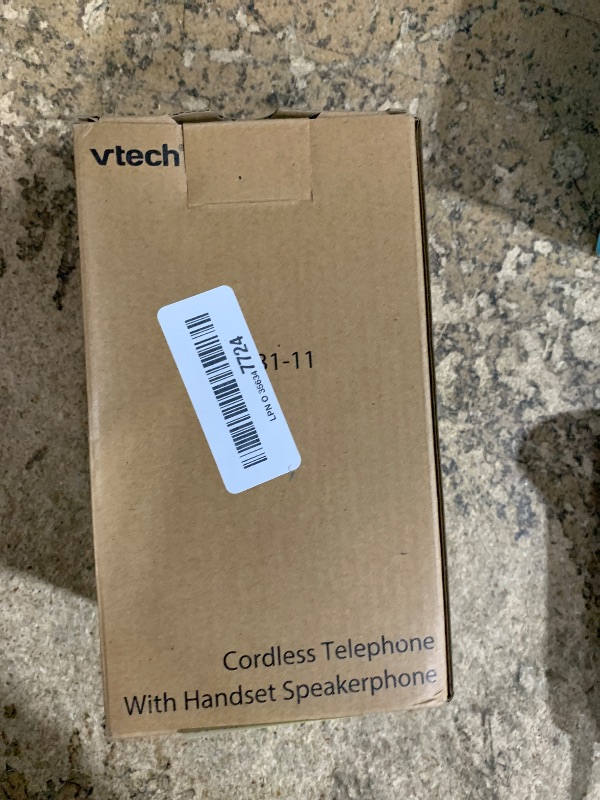 vtech
31-11
LPN O 35634 7724
Cordless Telephone
With Handset Speakerphone